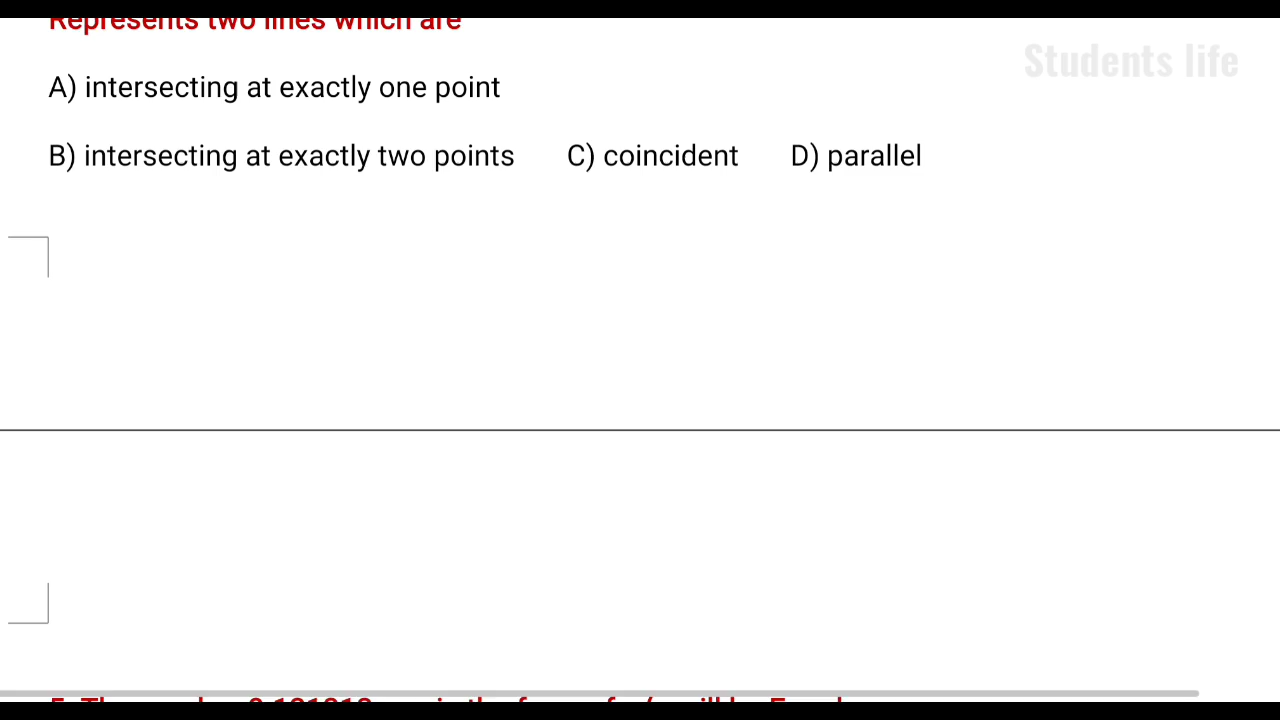 Represents two lines which are
Students life
A) intersecting at exactly one point
B) intersecting at exactly two points C) coincident D) parallel